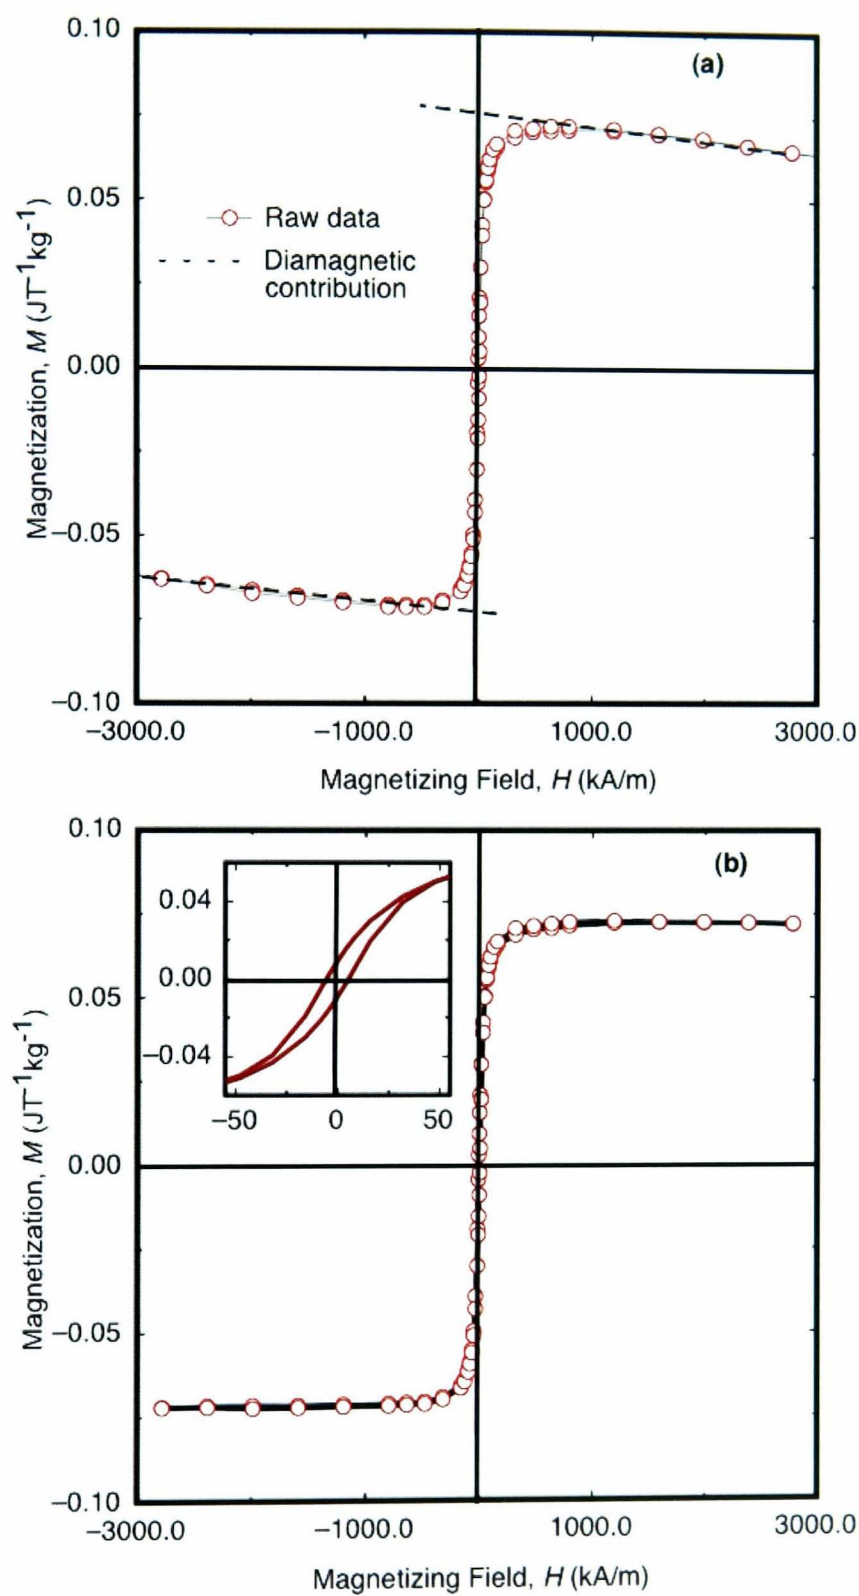 0.10
(a)
0.05
Raw data
Diamagnetic
contribution
0.00
−0.05
−0.10
−3000.0 −1000.0 1000.0 3000.0
Magnetization, M (JT⁻¹kg⁻¹)
Magnetizing Field, H (kA/m)
0.10
(b)
0.04
0.00
−0.04
−50 0 50
0.05
0.00
−0.05
−0.10
−3000.0 −1000.0 1000.0 3000.0
Magnetization, M (JT⁻¹kg⁻¹)
Magnetizing Field, H (kA/m)